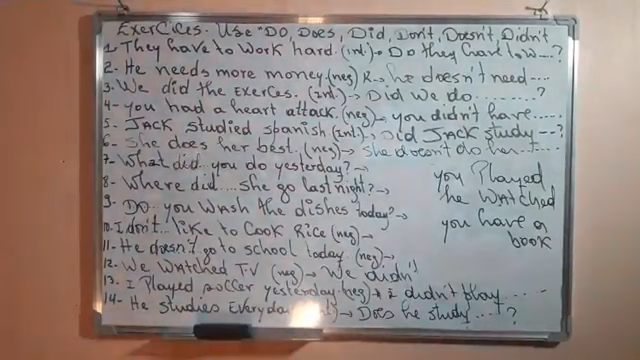 Exercices. Use "DO, Does, Did, Don't, Doesn't, Didn't
1. They have to work hard. (int.)→ Do they have to w....?
2- He needs more money. (neg) R→ he doesn't need....
3. We did the Exerces. (int.)→ Did we do.........?
4- you had a heart attack. (neg)→ you didn't have.....
5. JACK studied spanish (int.)→ Did JACK study --?
6- She does her best. (neg)→ She doesn't do her...
7- What did you do yesterday?→
8- Where did....she go last night?→
9- DO... you WASH the dishes today?→
10. I don't... like to Cook Rice (neg)→
11- He doesn't go to school today. (neg)→
12- We WATCHED T.V (neg)→ We didn't
13. I Played soccer yesterday. (neg)→ i didn't play......
14- He studies Everyday → Does he study.....?
you Played
he WATCHED
you have a
book